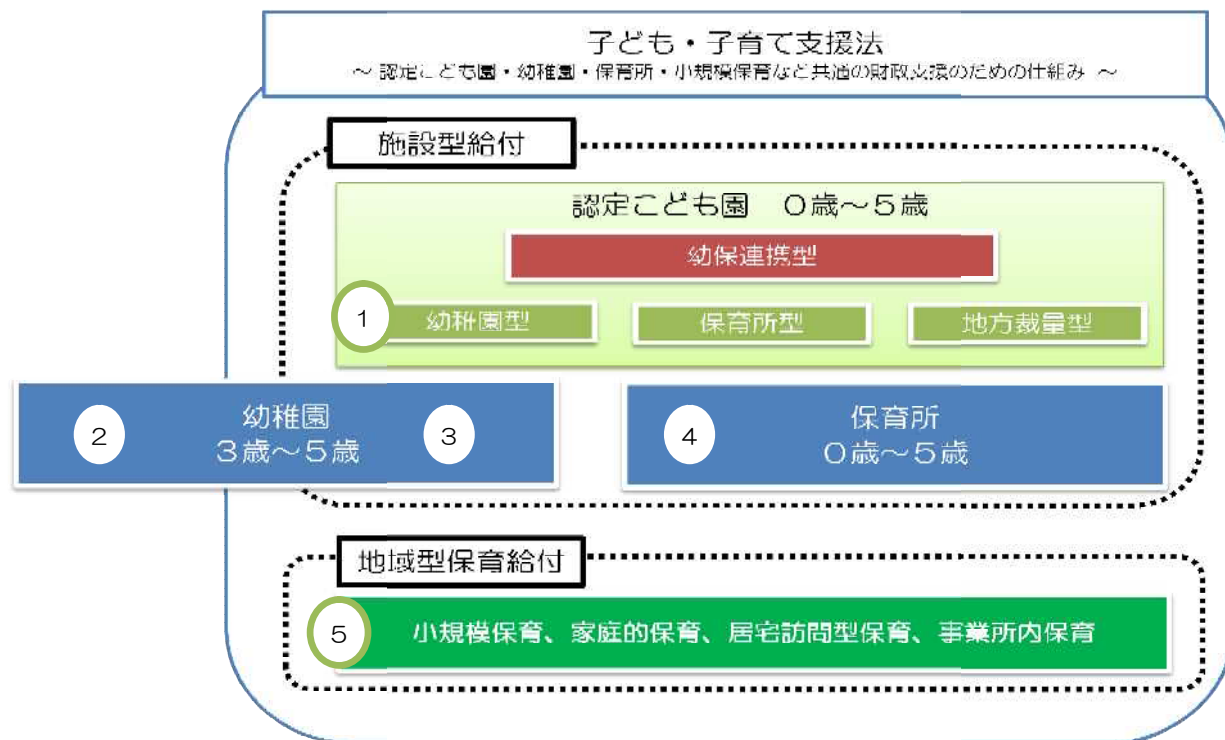 子ども・子育て支援法
～ 認定こども園・幼稚園・保育所・小規模保育など共通の財政支援のための仕組み ～
施設型給付
認定こども園　０歳～５歳
幼保連携型
1
幼稚園型
保育所型
地方裁量型
2
幼稚園
３歳～５歳
3
4
保育所
０歳～５歳
地域型保育給付
5
小規模保育、家庭的保育、居宅訪問型保育、事業所内保育